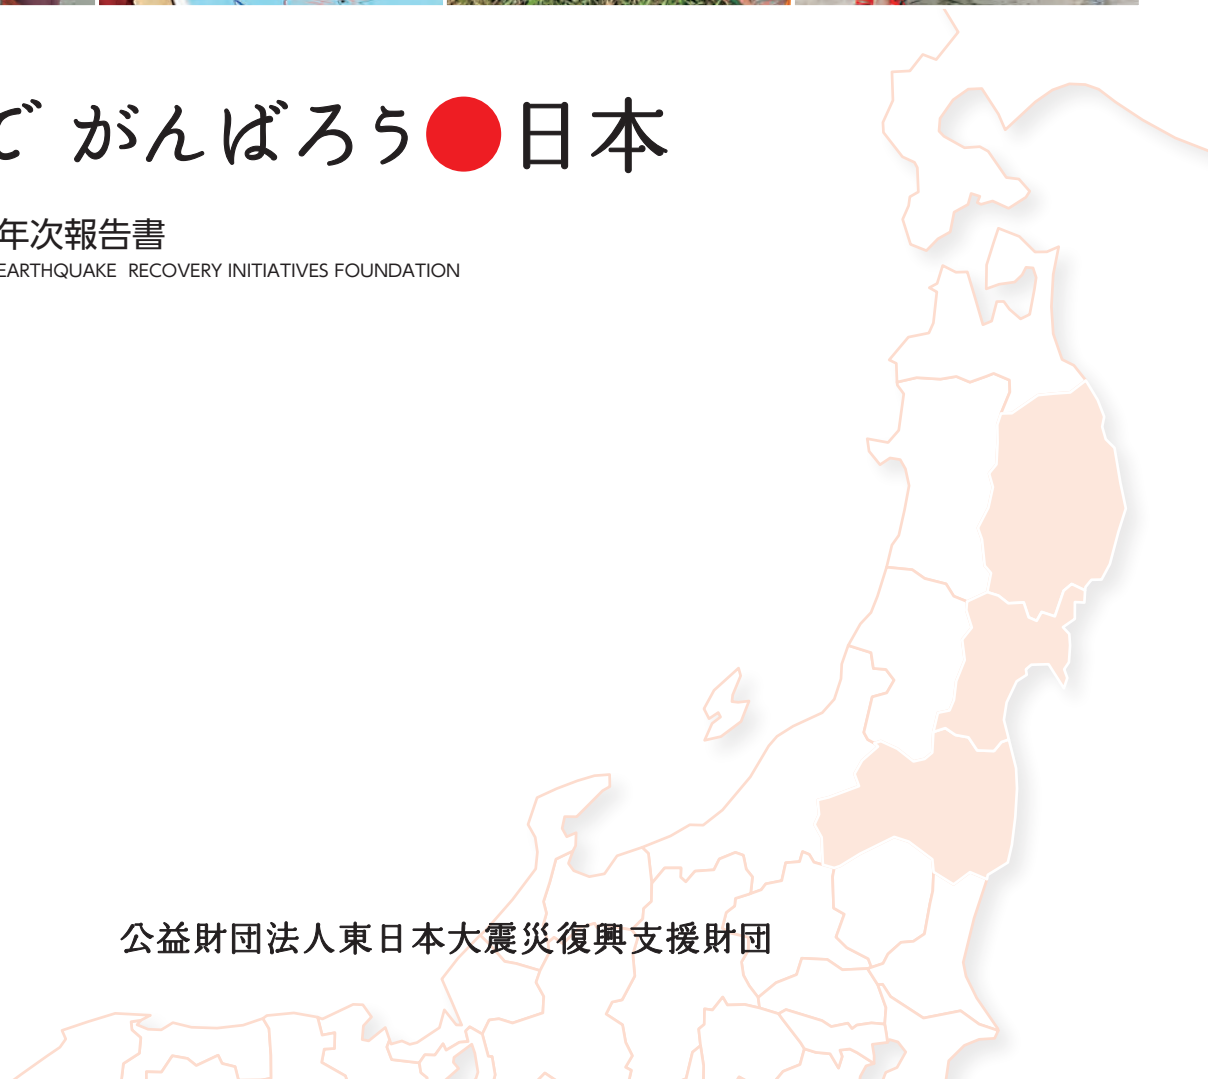 で がんばろう●日本
年次報告書
EARTHQUAKE RECOVERY INITIATIVES FOUNDATION
公益財団法人東日本大震災復興支援財団